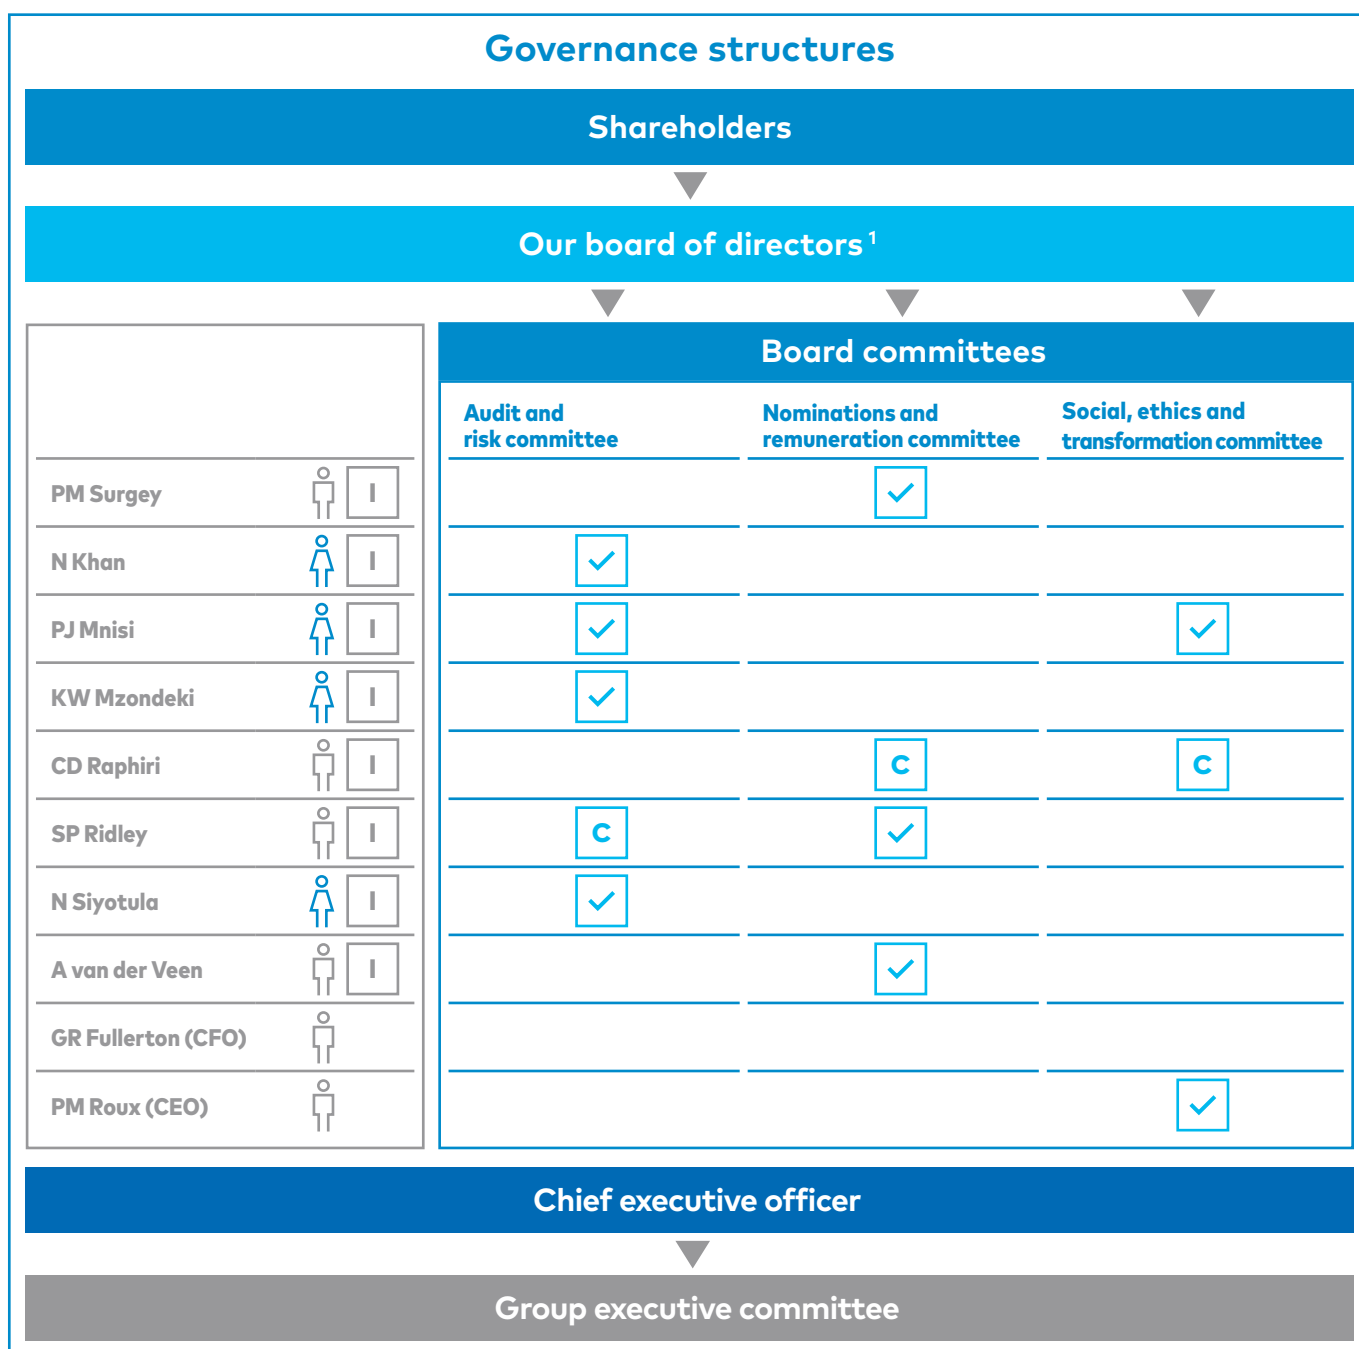 Governance structures
Shareholders
Our board of directors 1
Board committees
Audit and
risk committee
Nominations and
remuneration committee
Social, ethics and
transformation committee
PM Surgey I
N Khan I
PJ Mnisi I
KW Mzondeki I
CD Raphiri I C C
SP Ridley I C
N Siyotula I
A van der Veen I
GR Fullerton (CFO)
PM Roux (CEO)
Chief executive officer
Group executive committee